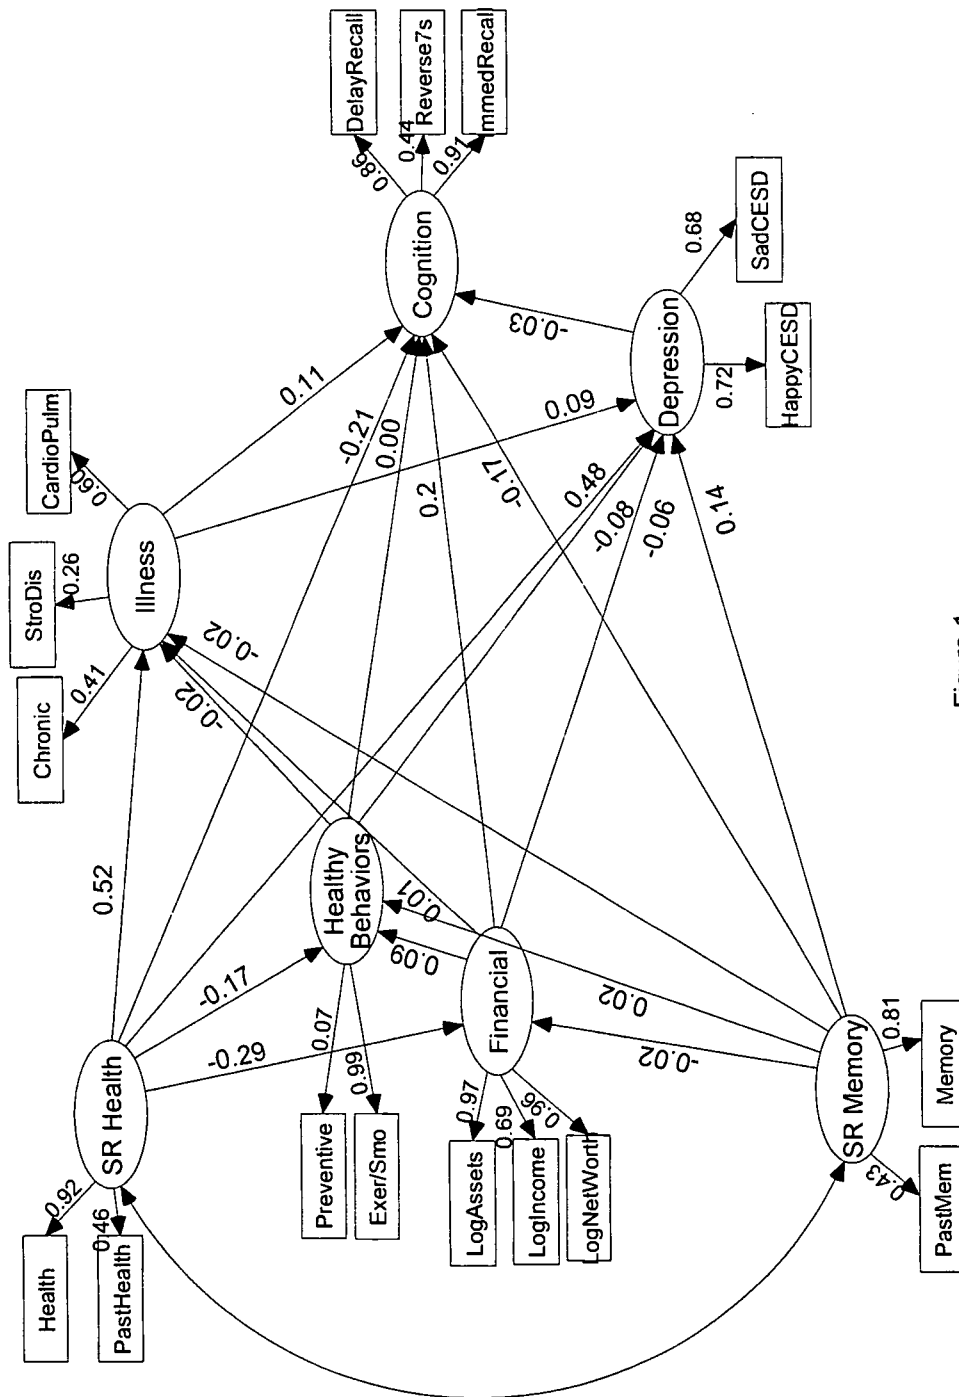 Health
PastHealth
0.92
0.46
SR Health
0.52
-0.17
-0.29
Chronic
StroDis
CardioPulm
0.41
0.26
0.60
Illness
-0.02
-0.02
0.11
-0.21
0.00
0.09
0.2
-0.17
0.48
-0.08
-0.06
0.14
Preventive
Exer/Smo
0.07
0.99
Healthy
Behaviors
0.01
0.09
0.02
LogAssets
LogIncome
LogNetWorth
0.97
0.69
0.96
Financial
-0.02
SR Memory
PastMem
Memory
0.43
0.81
Cognition
DelayRecall
Reverse7s
ImmedRecall
0.86
0.44
0.91
-0.03
Depression
HappyCESD
SadCESD
0.72
0.68